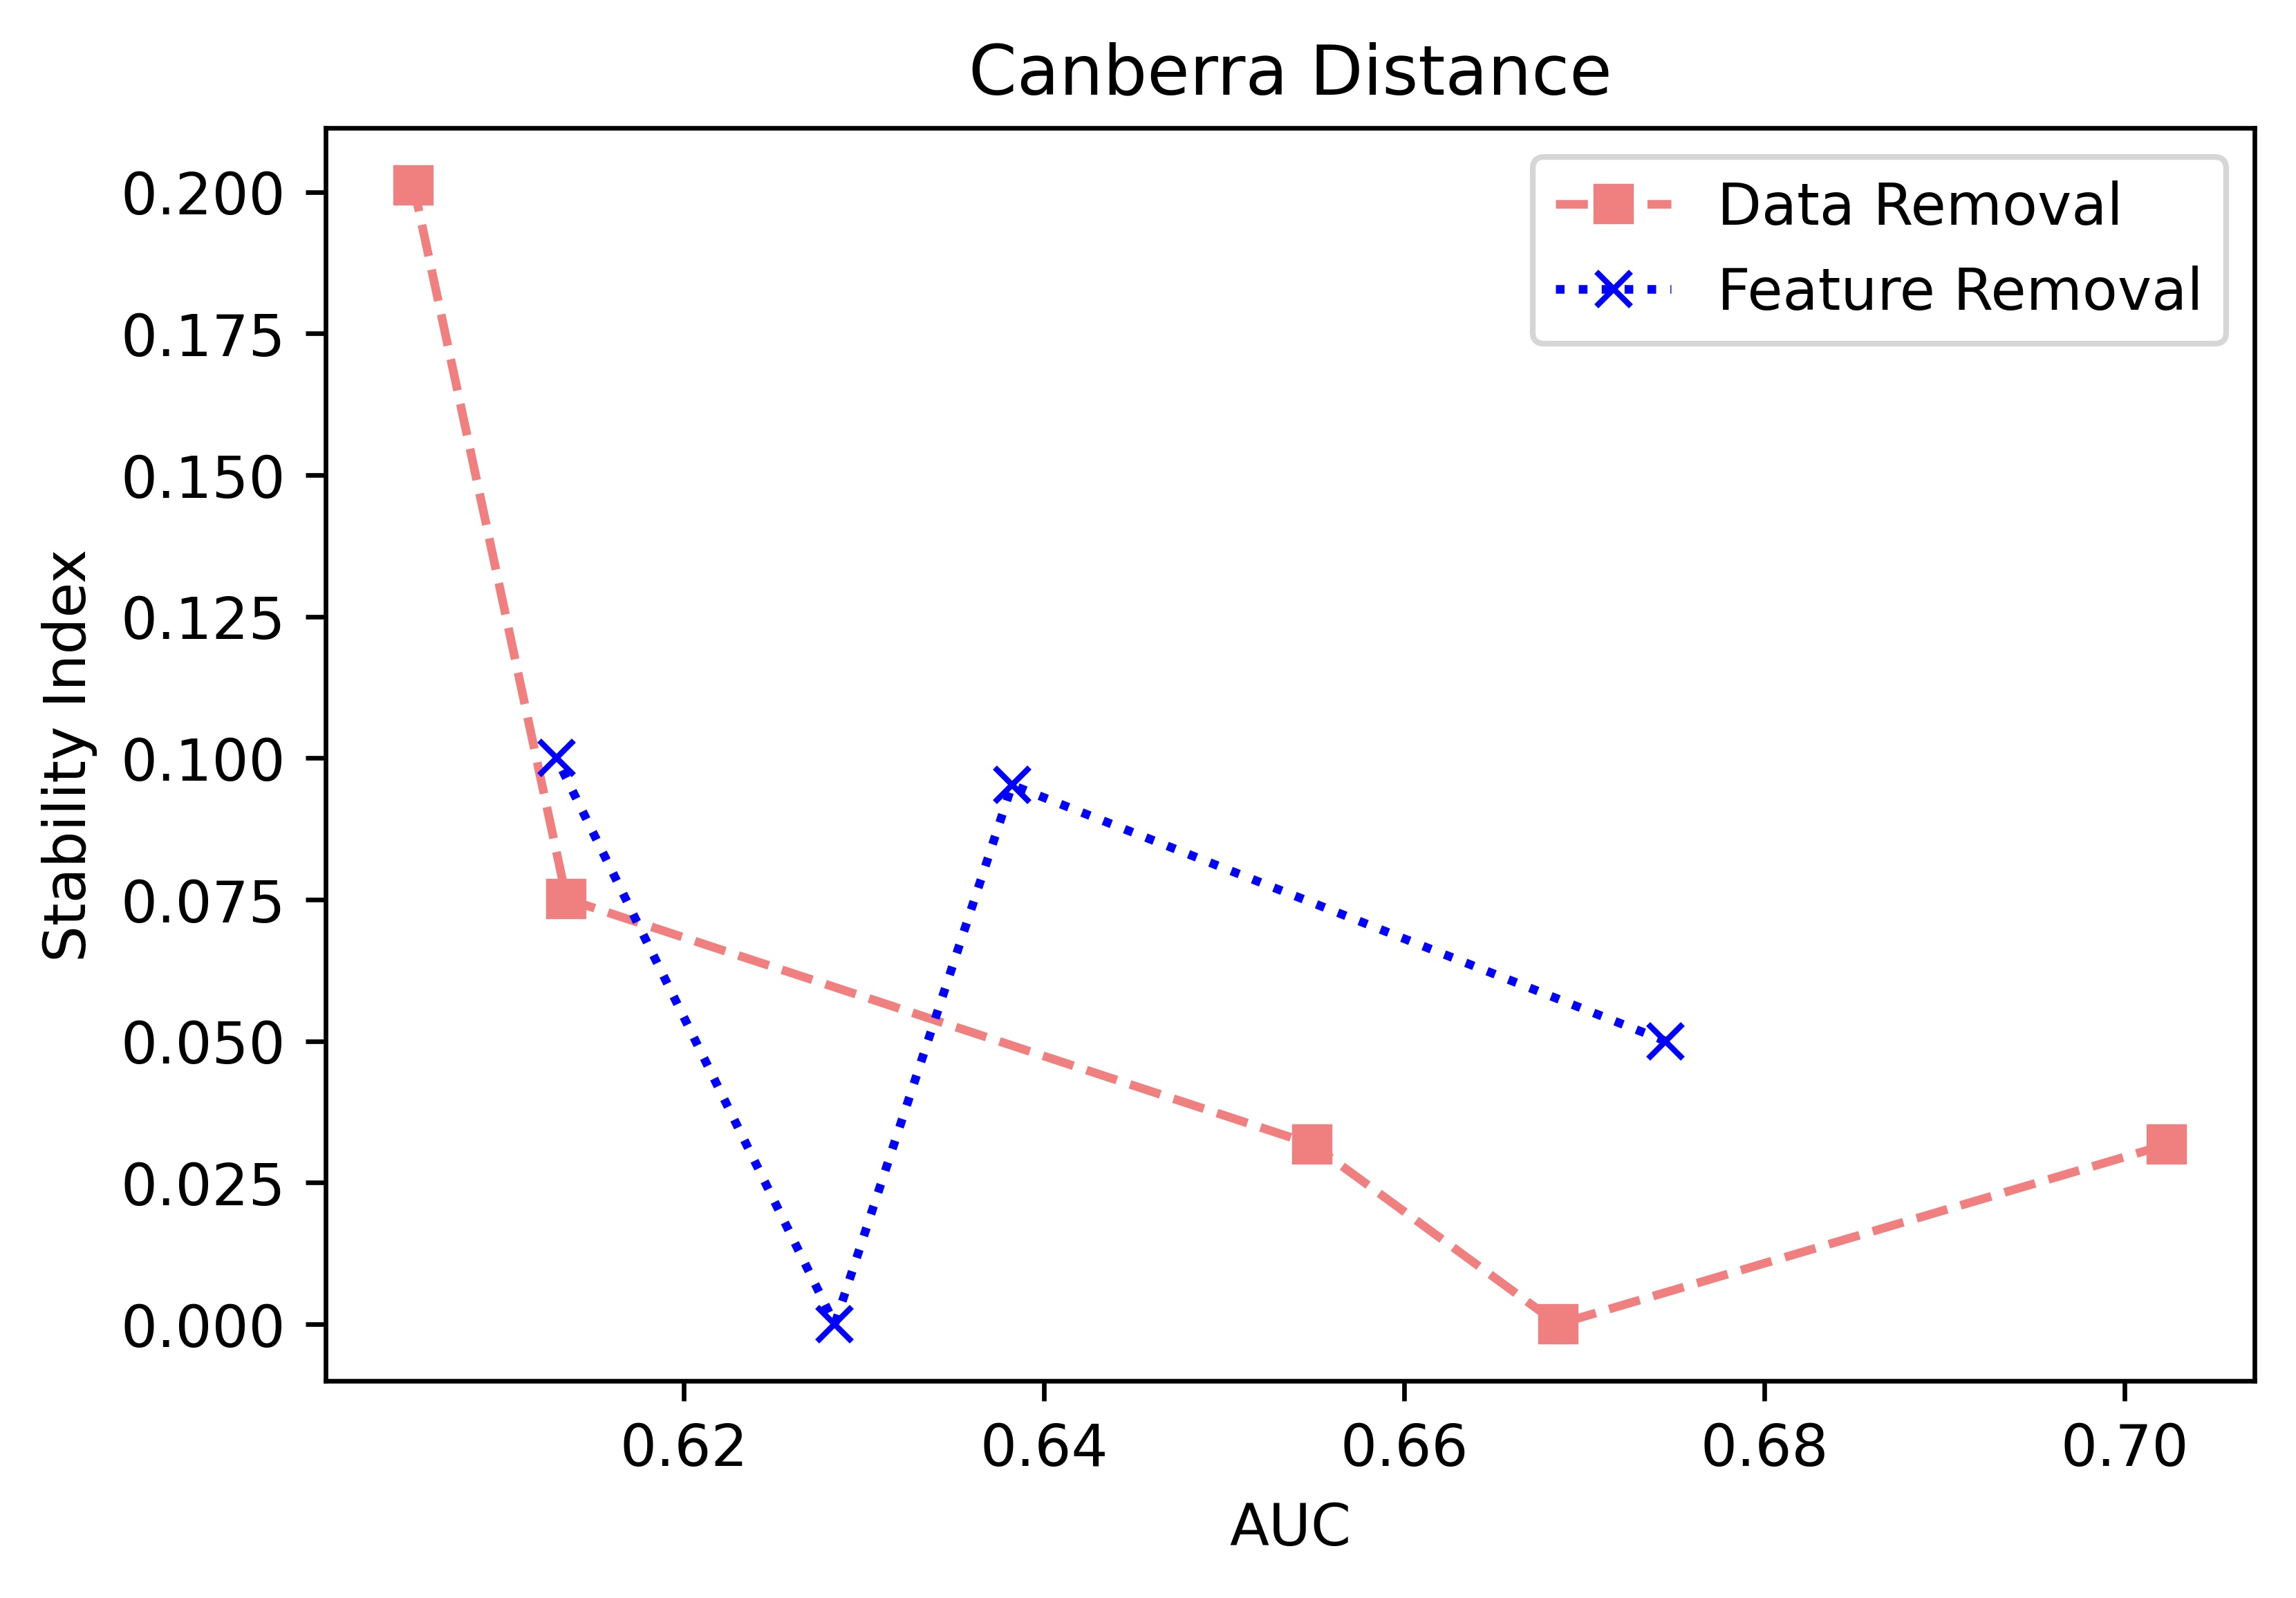 Canberra Distance
Data Removal
Feature Removal
Stability Index
0.200
0.175
0.150
0.125
0.100
0.075
0.050
0.025
0.000
0.62 0.64 0.66 0.68 0.70
AUC